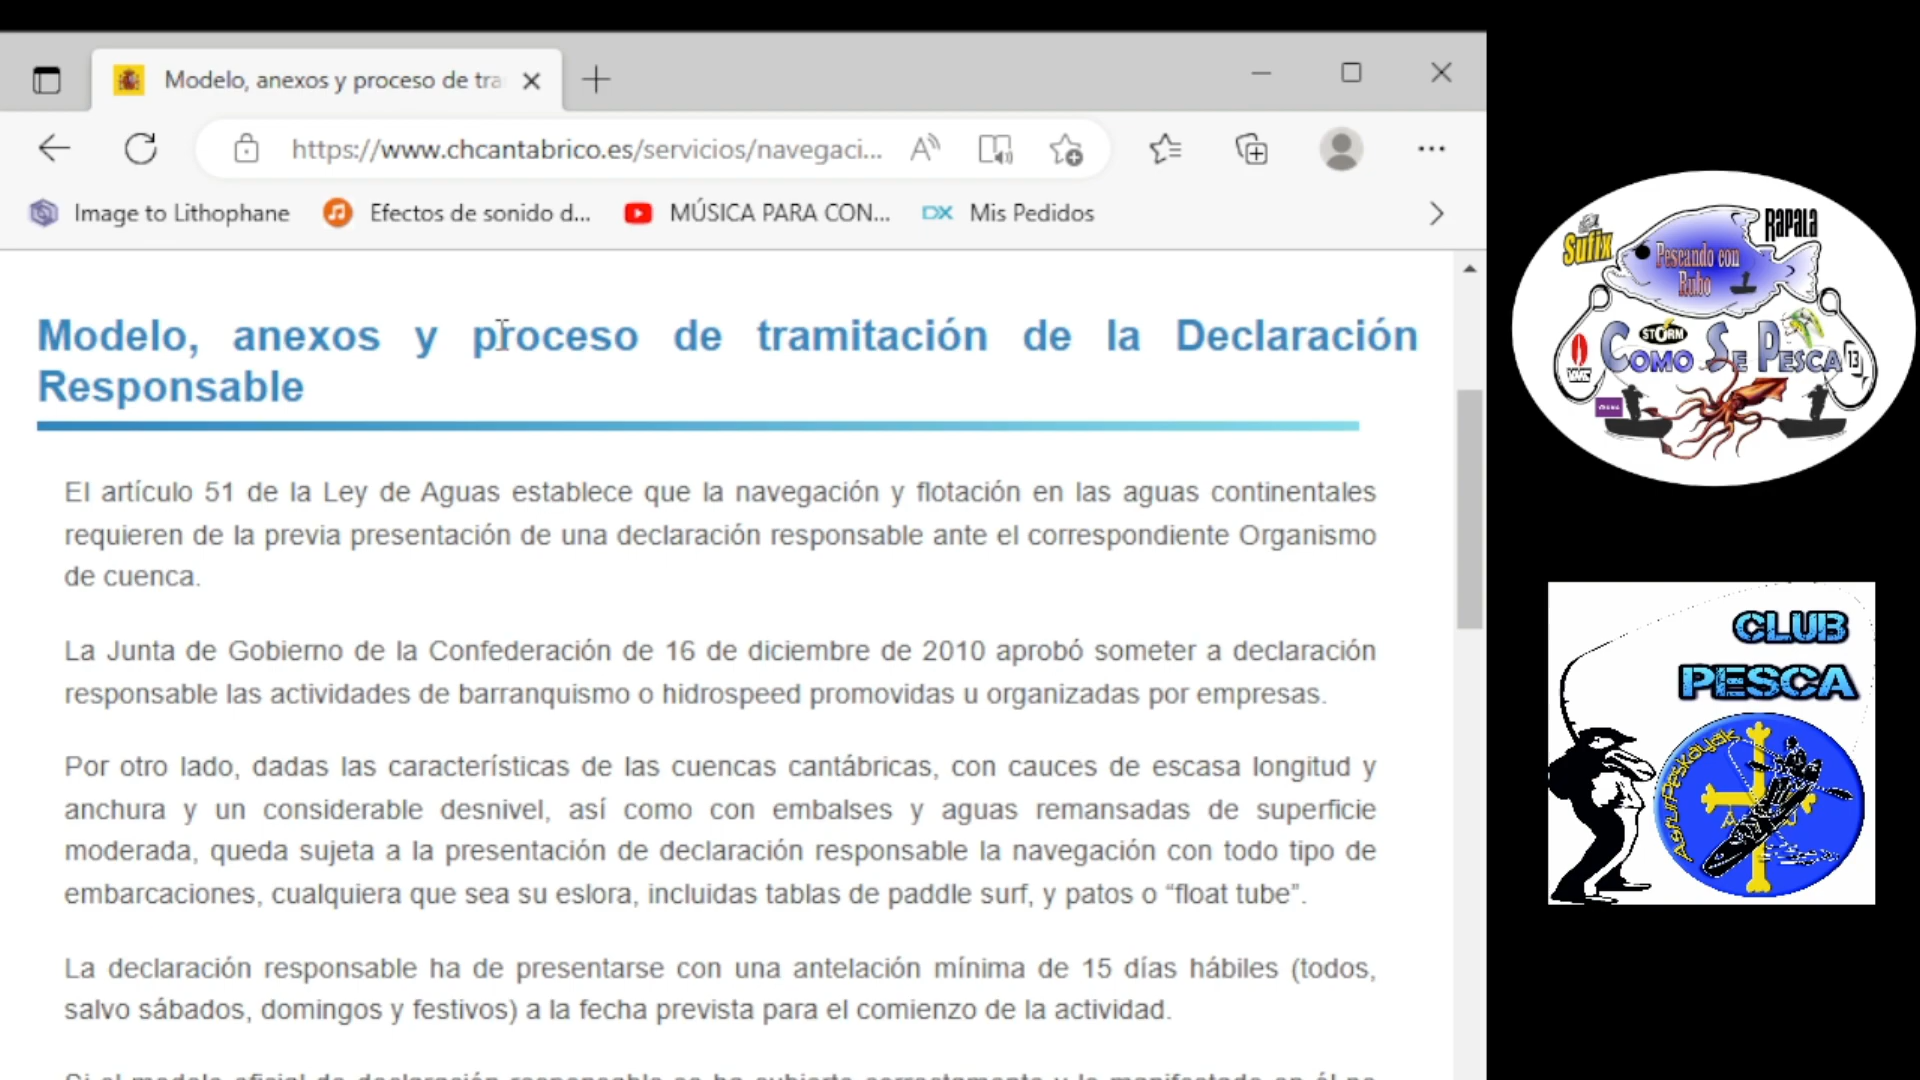 Modelo, anexos y proceso de tra
https://www.chcantabrico.es/servicios/navegaci...
Image to Lithophane
Efectos de sonido d...
MÚSICA PARA CON...
DX Mis Pedidos
Modelo, anexos y proceso de tramitación de la Declaración
Responsable
El artículo 51 de la Ley de Aguas establece que la navegación y flotación en las aguas continentales
requieren de la previa presentación de una declaración responsable ante el correspondiente Organismo
de cuenca.
La Junta de Gobierno de la Confederación de 16 de diciembre de 2010 aprobó someter a declaración
responsable las actividades de barranquismo o hidrospeed promovidas u organizadas por empresas.
Por otro lado, dadas las características de las cuencas cantábricas, con cauces de escasa longitud y
anchura y un considerable desnivel, así como con embalses y aguas remansadas de superficie
moderada, queda sujeta a la presentación de declaración responsable la navegación con todo tipo de
embarcaciones, cualquiera que sea su eslora, incluidas tablas de paddle surf, y patos o “float tube”.
La declaración responsable ha de presentarse con una antelación mínima de 15 días hábiles (todos,
salvo sábados, domingos y festivos) a la fecha prevista para el comienzo de la actividad.
Sufix
RAPALA
Pescando con
Rubo
STORM
COMO SE PESCA
13
VMC
CLUB
PESCA
AsturPeskayak